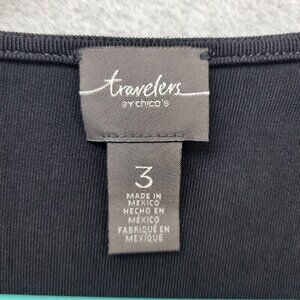 travelers
BY chico's
3
MADE IN
MEXICO
HECHO EN
MÉXICO
FABRIQUÉ EN
MEXIQUE